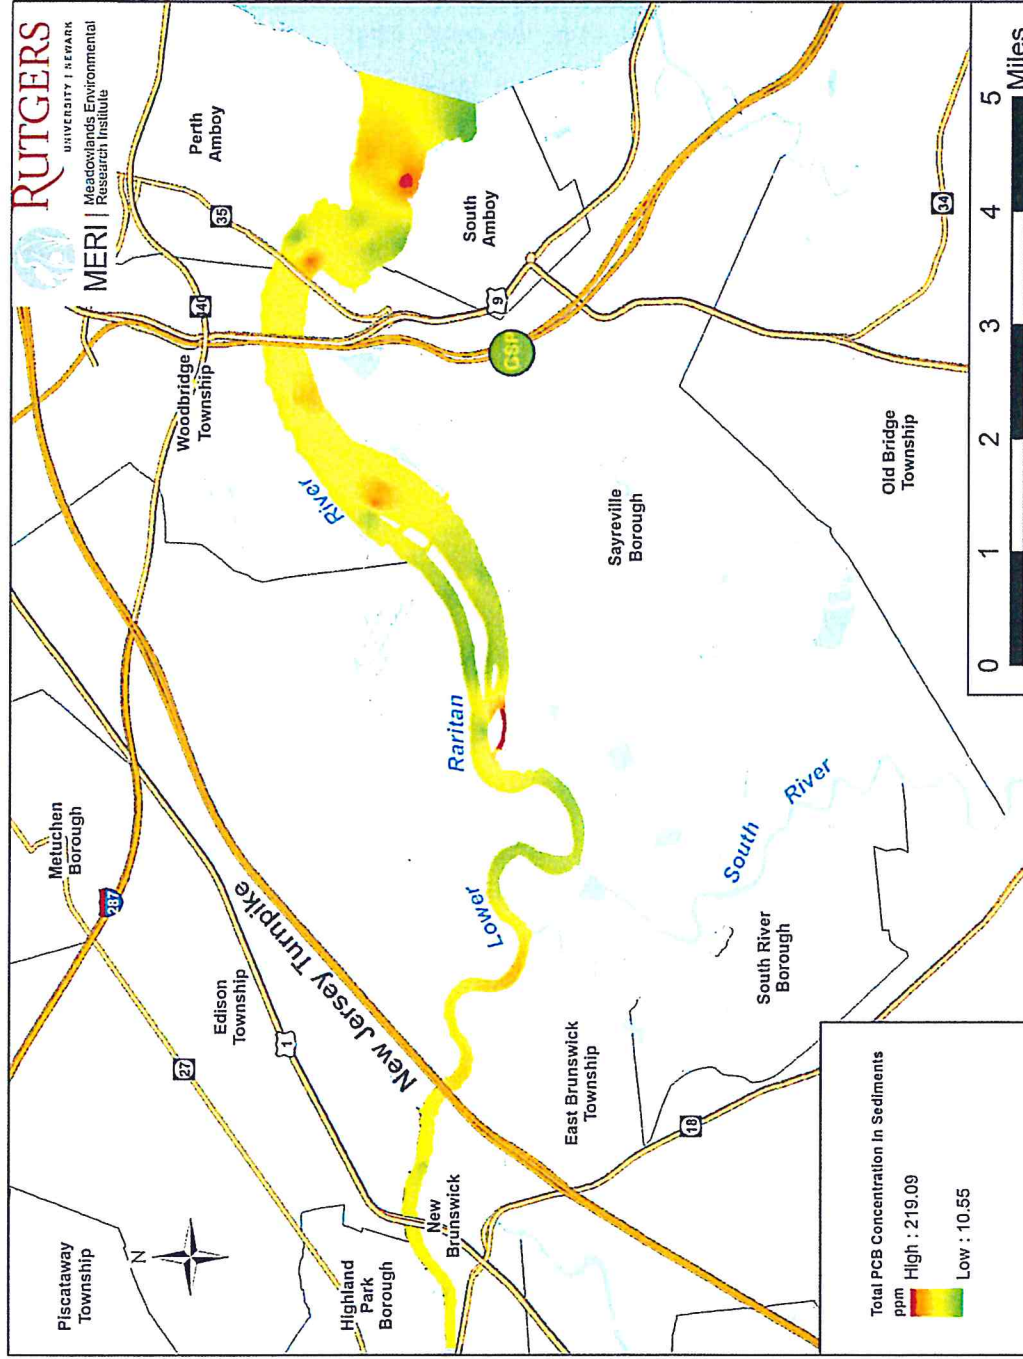 RUTGERS
UNIVERSITY | NEWARK
MERI
Meadowlands Environmental
Research Institute
Piscataway
Township
N
Metuchen
Borough
287
27
Edison
Township
1
New Jersey Turnpike
Highland
Park
Borough
New
Brunswick
Woodbridge
Township
440
Perth
Amboy
35
South
Amboy
9
GSP
Lower
Raritan
River
Sayreville
Borough
East Brunswick
Township
18
South River
Borough
South
River
Old Bridge
Township
34
Total PCB Concentration In Sediments
ppm
High : 219.09
Low : 10.55
0 1 2 3 4 5
Miles